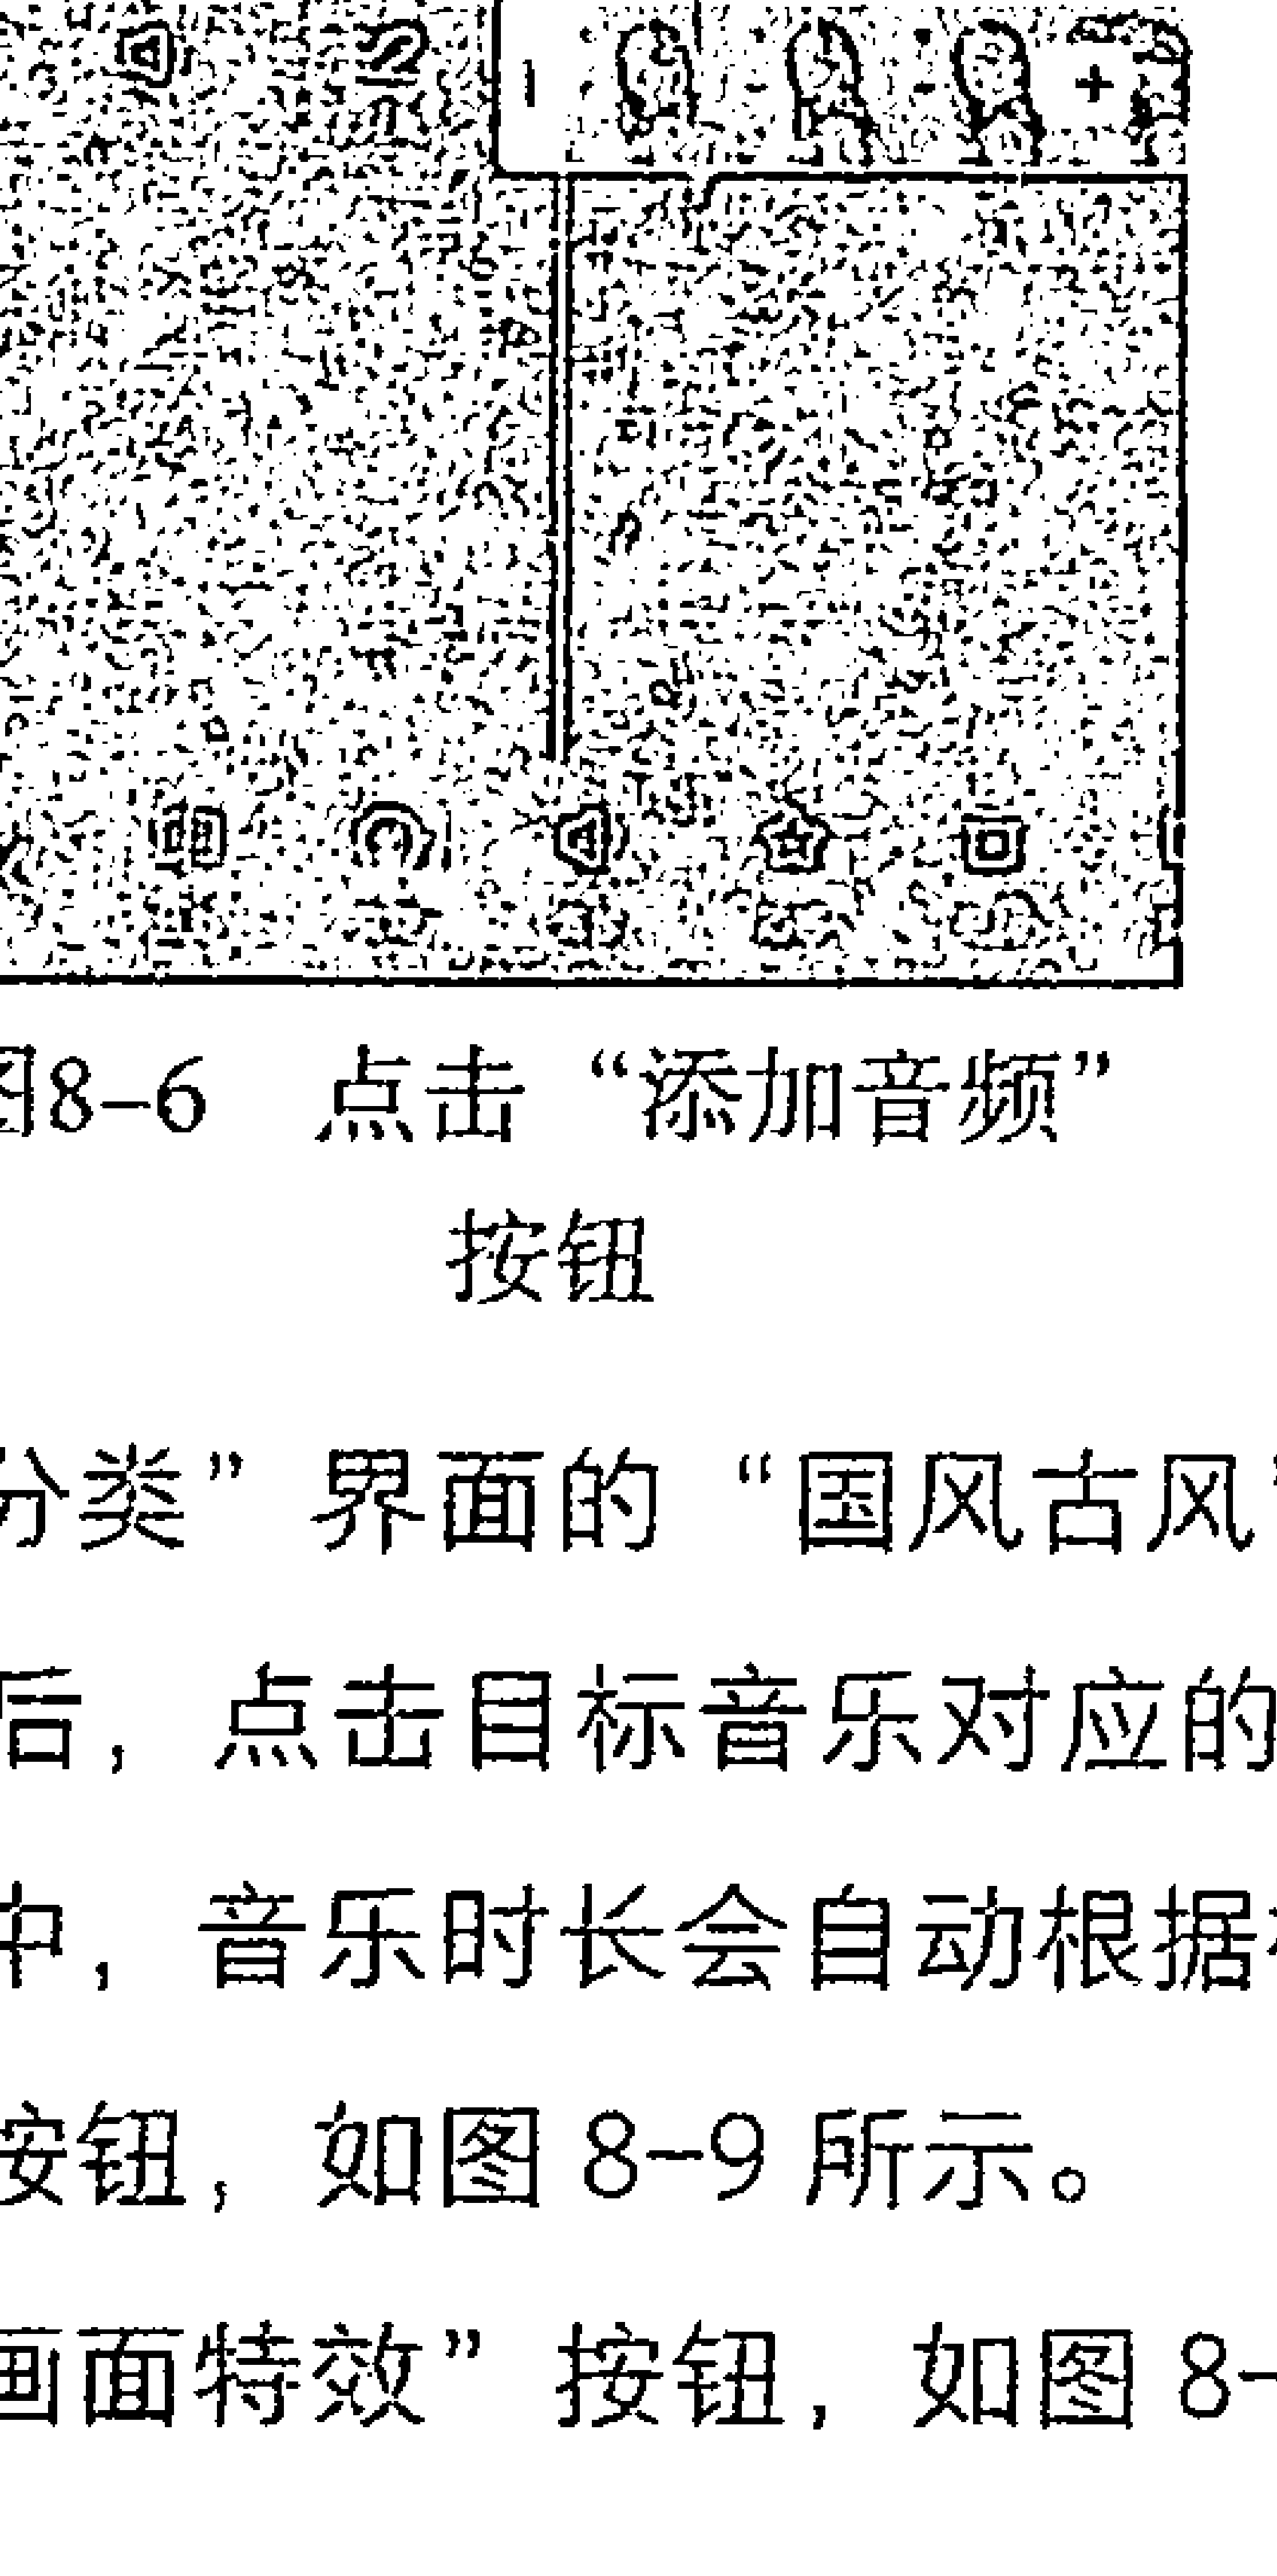 图8-6 点击“添加音频”
按钮
分类”界面的“国风古风”
后，点击目标音乐对应的
中，音乐时长会自动根据
按钮，如图 8-9 所示。
画面特效”按钮，如图 8-